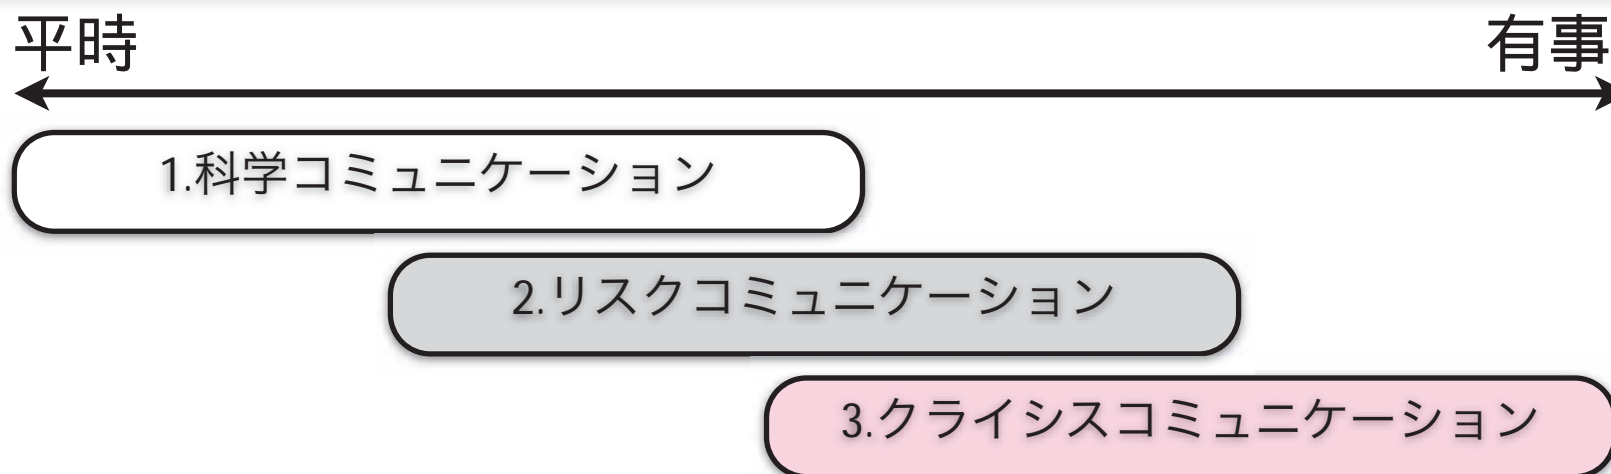 平時 有事
1.科学コミュニケーション
2.リスクコミュニケーション
3.クライシスコミュニケーション